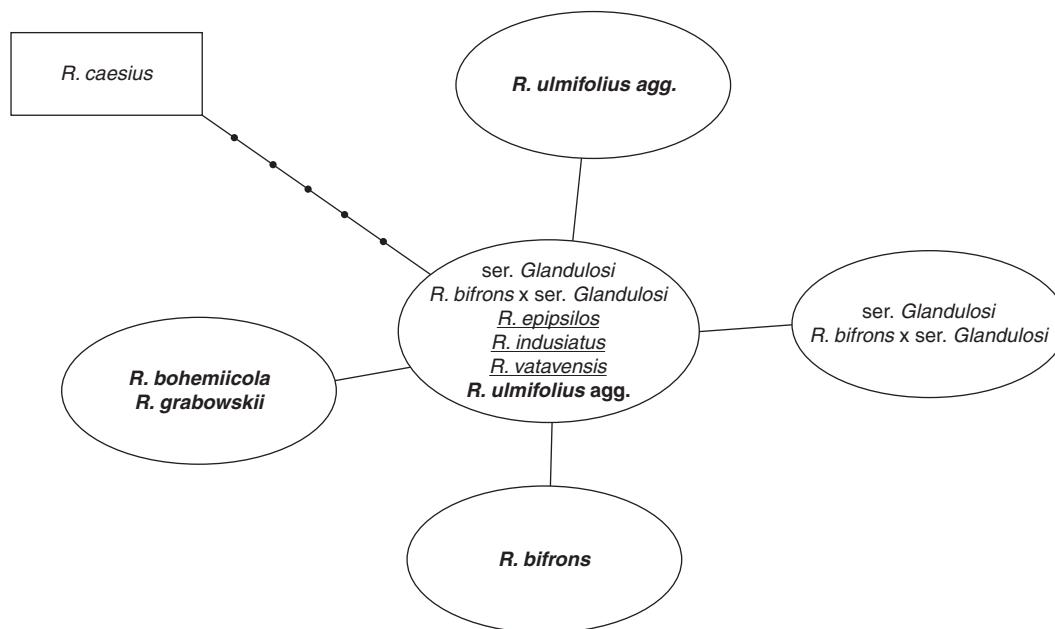 R. caesius
R. ulmifolius agg.
ser. Glandulosi
R. bifrons x ser. Glandulosi
R. epipsilos
R. indusiatus
R. vatavensis
R. ulmifolius agg.
ser. Glandulosi
R. bifrons x ser. Glandulosi
R. bohemiicola
R. grabowskii
R. bifrons